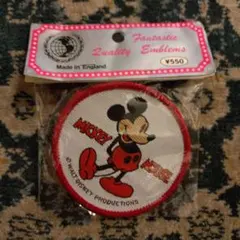 Fantastic
Quality Emblems
Made in England
¥550
MICKEY
MOUSE
© WALT DISNEY PRODUCTIONS